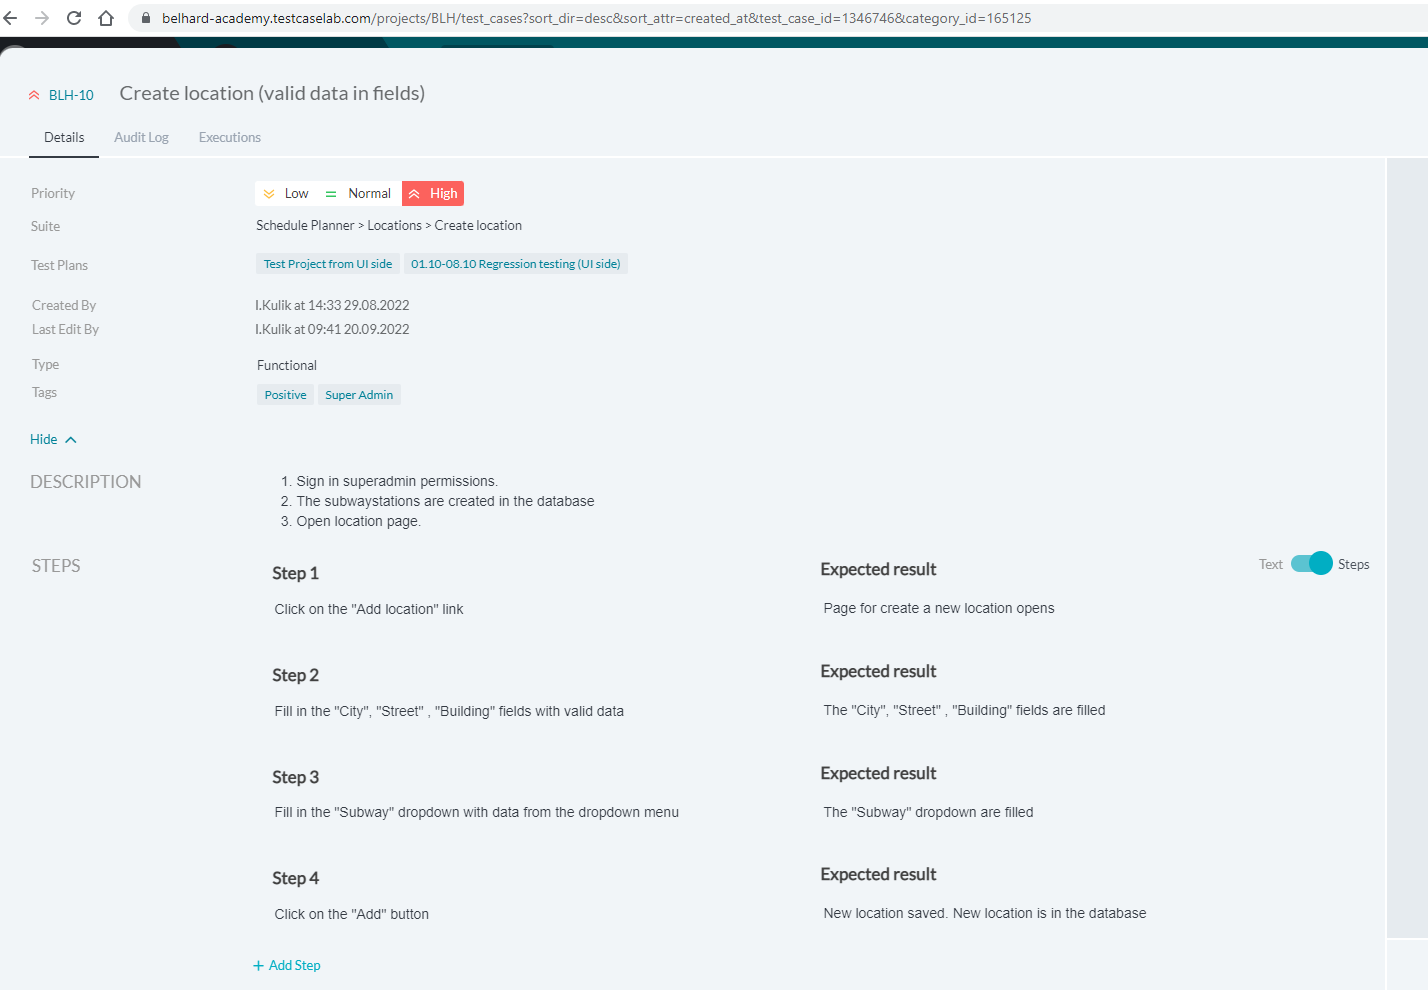 belhard-academy.testcaselab.com/projects/BLH/test_cases?sort_dir=desc&sort_attr=created_at&test_case_id=1346746&category_id=165125
BLH-10 Create location (valid data in fields)
Details Audit Log Executions
Priority Low Normal High
Suite Schedule Planner > Locations > Create location
Test Plans Test Project from UI side 01.10-08.10 Regression testing (UI side)
Created By I.Kulik at 14:33 29.08.2022
Last Edit By I.Kulik at 09:41 20.09.2022
Type Functional
Tags Positive Super Admin
Hide
DESCRIPTION 1. Sign in superadmin permissions.
2. The subwaystations are created in the database
3. Open location page.
STEPS Step 1 Expected result Text Steps
Click on the "Add location" link Page for create a new location opens
Step 2 Expected result
Fill in the "City", "Street" , "Building" fields with valid data The "City", "Street" , "Building" fields are filled
Step 3 Expected result
Fill in the "Subway" dropdown with data from the dropdown menu The "Subway" dropdown are filled
Step 4 Expected result
Click on the "Add" button New location saved. New location is in the database
+ Add Step